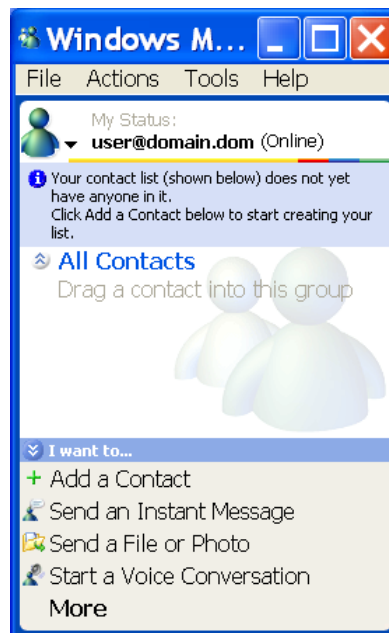 Windows M...
File Actions Tools Help
My Status:
user@domain.dom (Online)
Your contact list (shown below) does not yet
have anyone in it.
Click Add a Contact below to start creating your
list.
All Contacts
Drag a contact into this group
I want to...
Add a Contact
Send an Instant Message
Send a File or Photo
Start a Voice Conversation
More